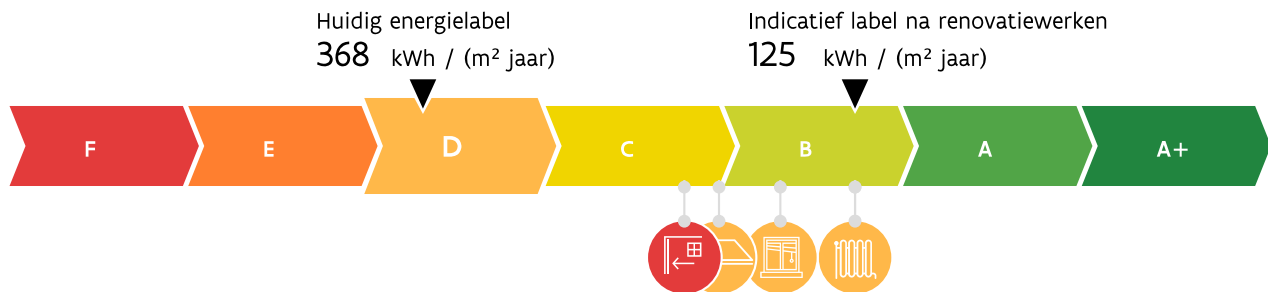 Huidig energielabel
368 kWh / (m² jaar)
Indicatief label na renovatiewerken
125 kWh / (m² jaar)
F E D C B A A+